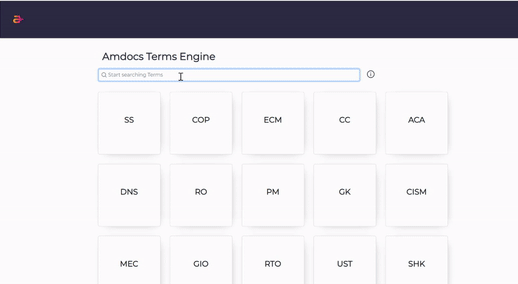 Amdocs Terms Engine
Start searching Terms
SS COP ECM CC ACA
DNS RO PM GK CISM
MEC GIO RTO UST SHK